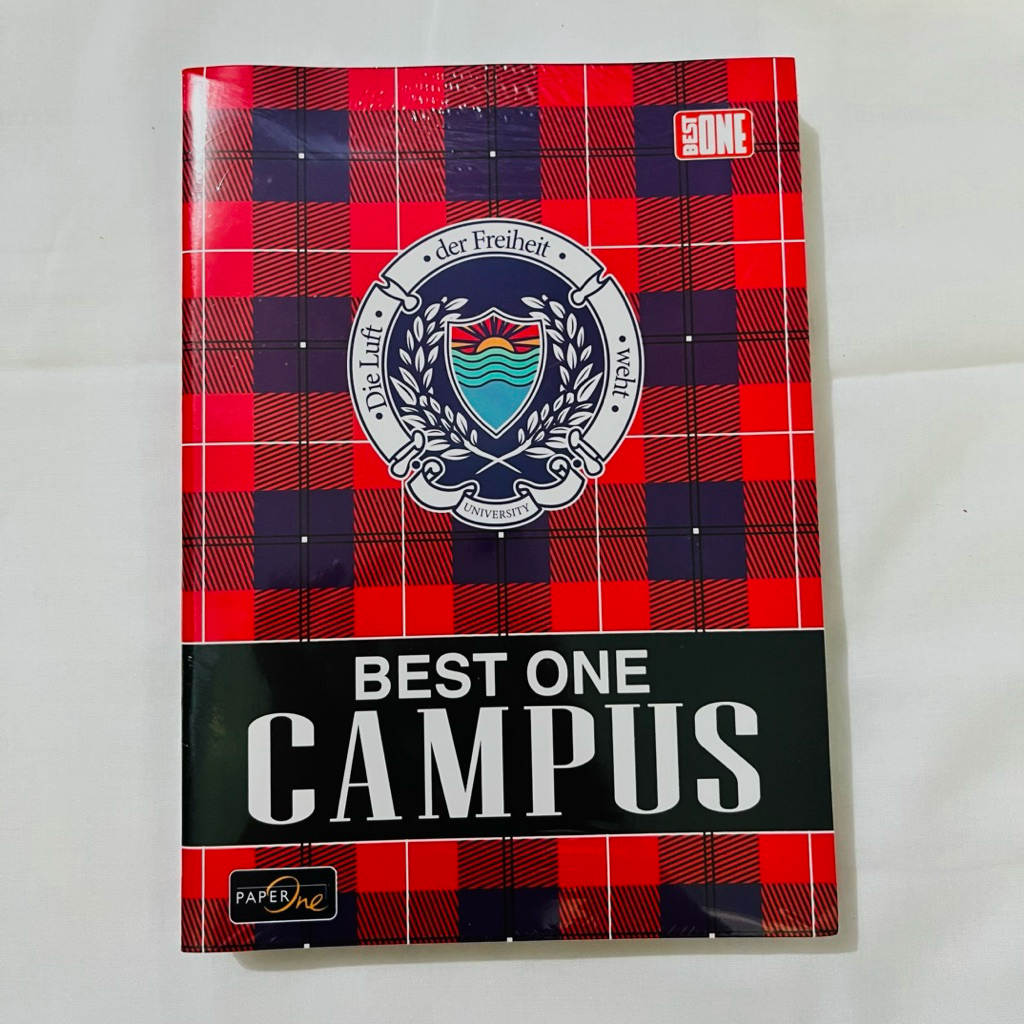 BEST ONE
· der Freiheit ·
· Die Luft ·
· weht ·
UNIVERSITY
BEST ONE
CAMPUS
PAPER One